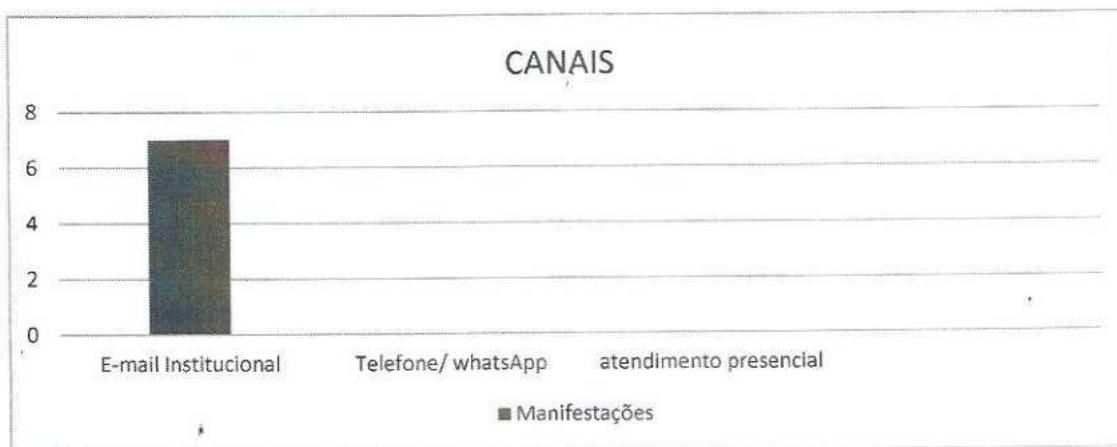 CANAIS
8
6
4
2
0
E-mail Institucional Telefone/ whatsApp atendimento presencial
Manifestações